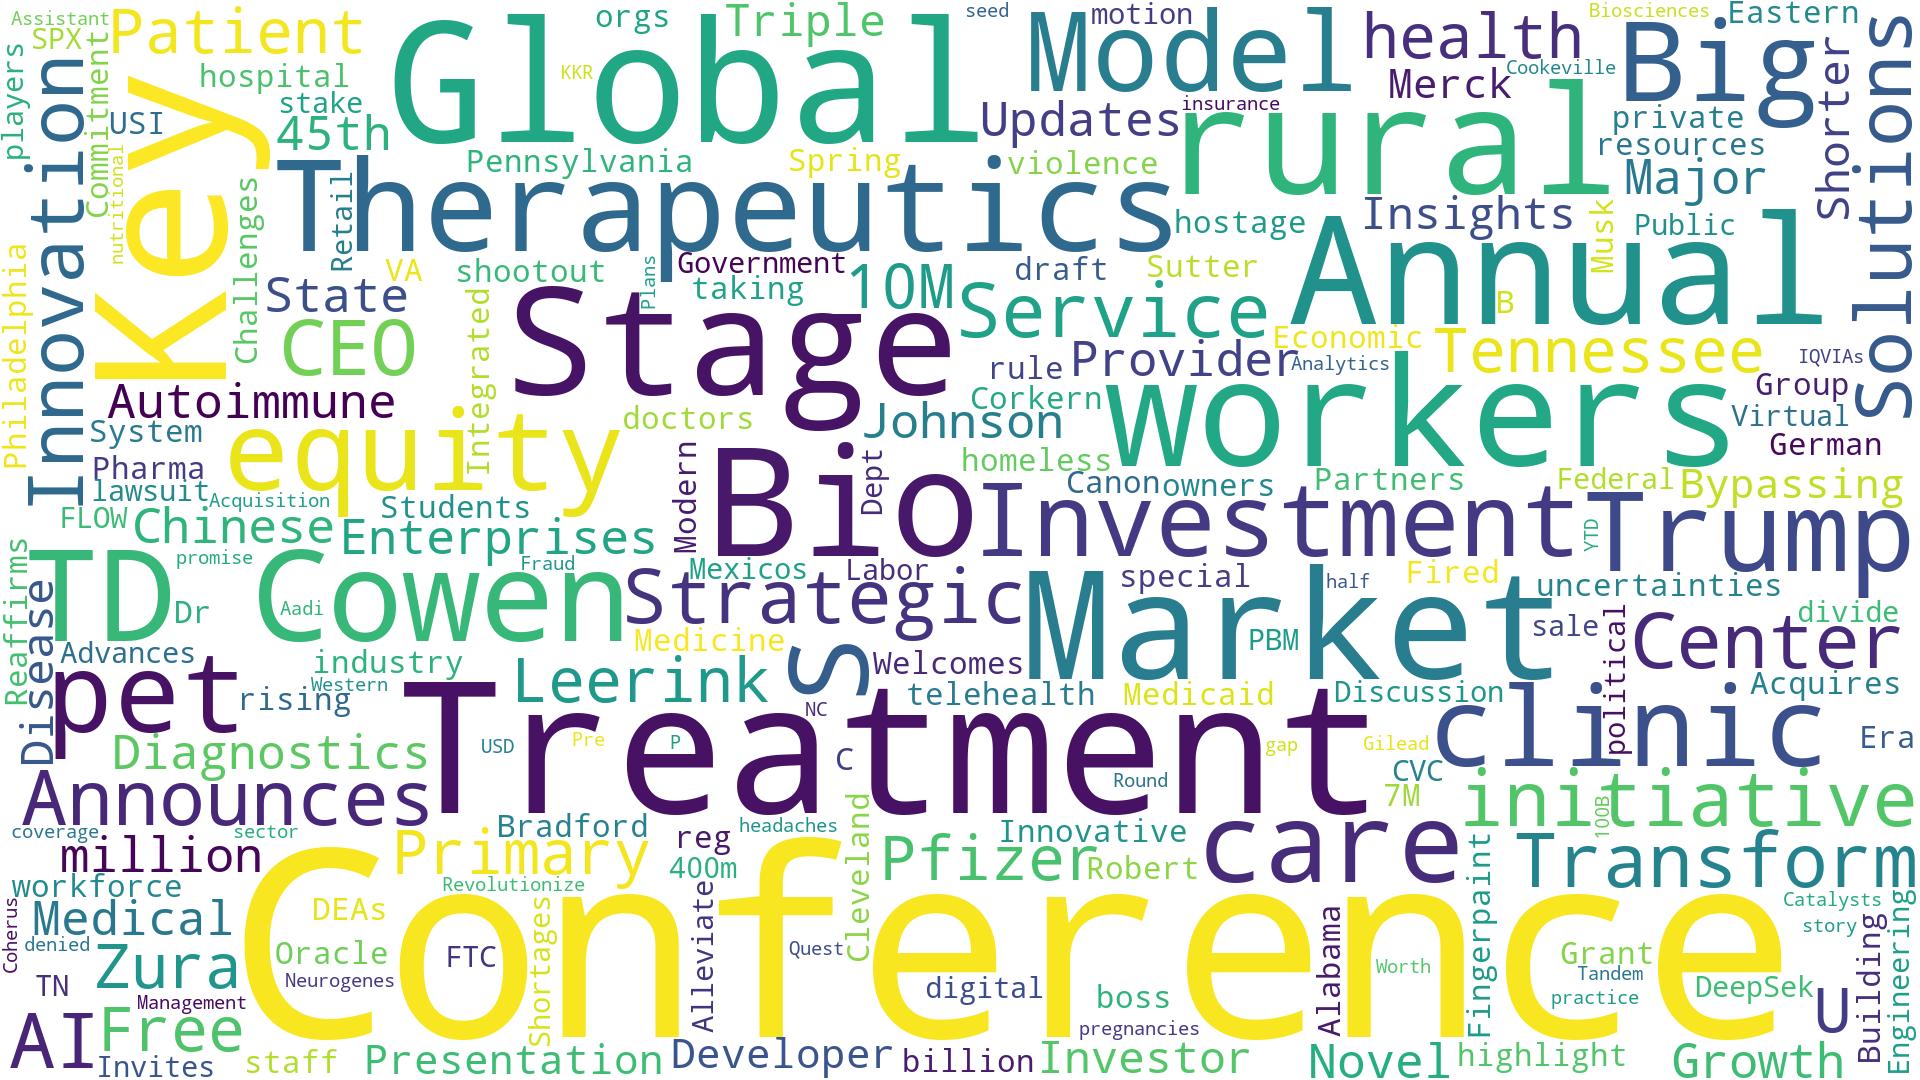 Assistant
SPX
Patient
orgs
Triple
seed
motion
Biosciences
Eastern
players
Commitment
Key
Global
Model
health
Big
Solutions
hospital
KKR
Merck
Cookeville
Shorter
Innovations
USI
stake
45th
Updates
insurance
rural
private
resources
nutritional
Pennsylvania
Spring
violence
Major
Therapeutics
Retail
hostage
Insights
Musk
Public
Annual
Philadelphia
Challenges
State
VA
shootout
Plans
Government
taking
10M
draft
Sutter
B
CEO
Stage
Service
Economic
Tennessee
Integrated
rule
Provider
Analytics
IQVIAs
Autoimmune
equity
doctors
Johnson
Corkern
workers
Group
Virtual
German
System
Pharma
Modern
Bio
Dept
homeless
Canon
owners
Partners
Federal
Bypassing
lawsuit
Acquisition
Students
Investment
Trump
YTD
FLOW
Chinese
Enterprises
Reaffirms
promise
Fraud
Mexicos
Labor
special
half
Fired
uncertainties
Disease
TD Cowen
Dr
Aadi
Strategic
Market
political
divide
Medicine
PBM
sale
Center
Advances
industry
Western
Leerink
S
Welcomes
pet
rising
telehealth
Medicaid
Discussion
Acquires
NC
Diagnostics
USD
Pre
P
Treatment
C
gap
Gilead
clinic
Era
Announces
Round
CVC
7M
initiative
100B
coverage
sector
Bradford
reg
headaches
Cleveland
Innovative
million
Primary
400m
Pfizer
Robert
care
Fingerpaint
Transform
workforce
Revolutionize
Conference
Catalysts
Engineering
Coherus
Medical
DEAs
Shortages
Alleviate
Alabama
story
Building
denied
Zura
Oracle
FTC
Quest
Grant
TN
Neurogenes
Worth
Tandem
Management
digital
boss
practice
DeepSek
U
AI
Free
pregnancies
Invites
staff
Presentation
Developer
billion
Investor
Novel
highlight
Growth